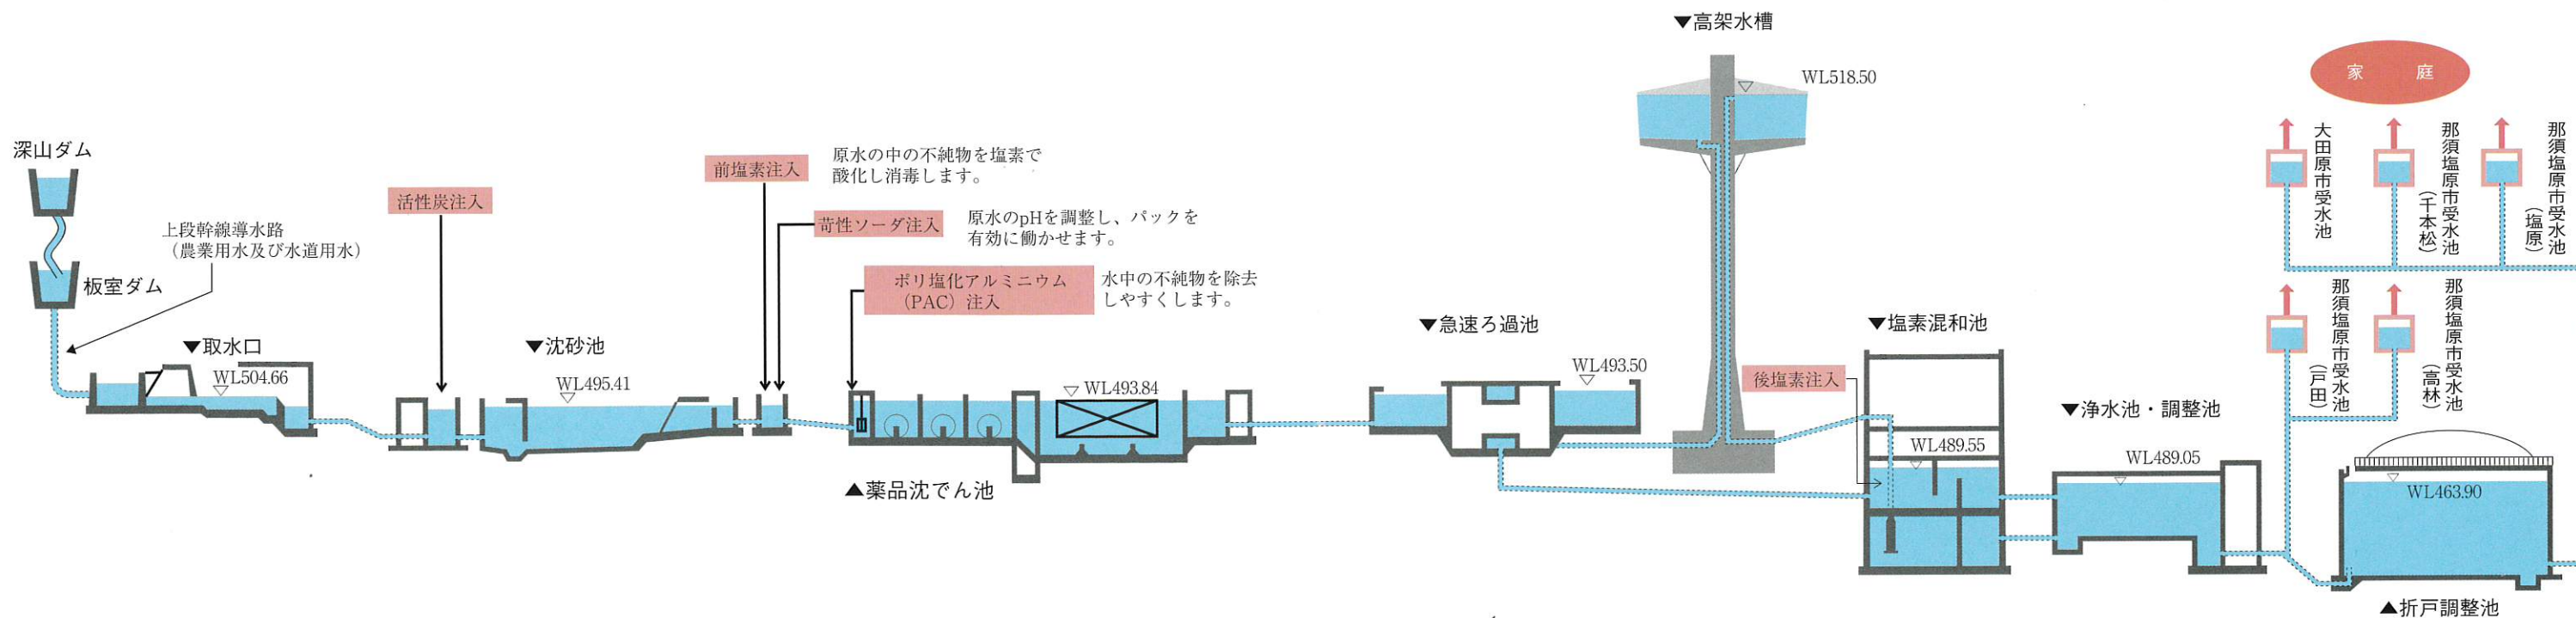 深山ダム
板室ダム
上段幹線導水路
（農業用水及び水道用水）
▼取水口
WL504.66
活性炭注入
▼沈砂池
WL495.41
前塩素注入
原水の中の不純物を塩素で
酸化し消毒します。
苛性ソーダ注入
原水のpHを調整し、パックを
有効に働かせます。
ポリ塩化アルミニウム
（PAC）注入
水中の不純物を除去
しやすくします。
WL493.84
▲薬品沈でん池
▼急速ろ過池
WL493.50
▼高架水槽
WL518.50
▼塩素混和池
後塩素注入
WL489.55
▼浄水池・調整池
WL489.05
家庭
大田原市受水池
那須塩原市受水池
（千本松）
那須塩原市受水池
（塩原）
那須塩原市受水池
（戸田）
那須塩原市受水池
（高林）
WL463.90
▲折戸調整池